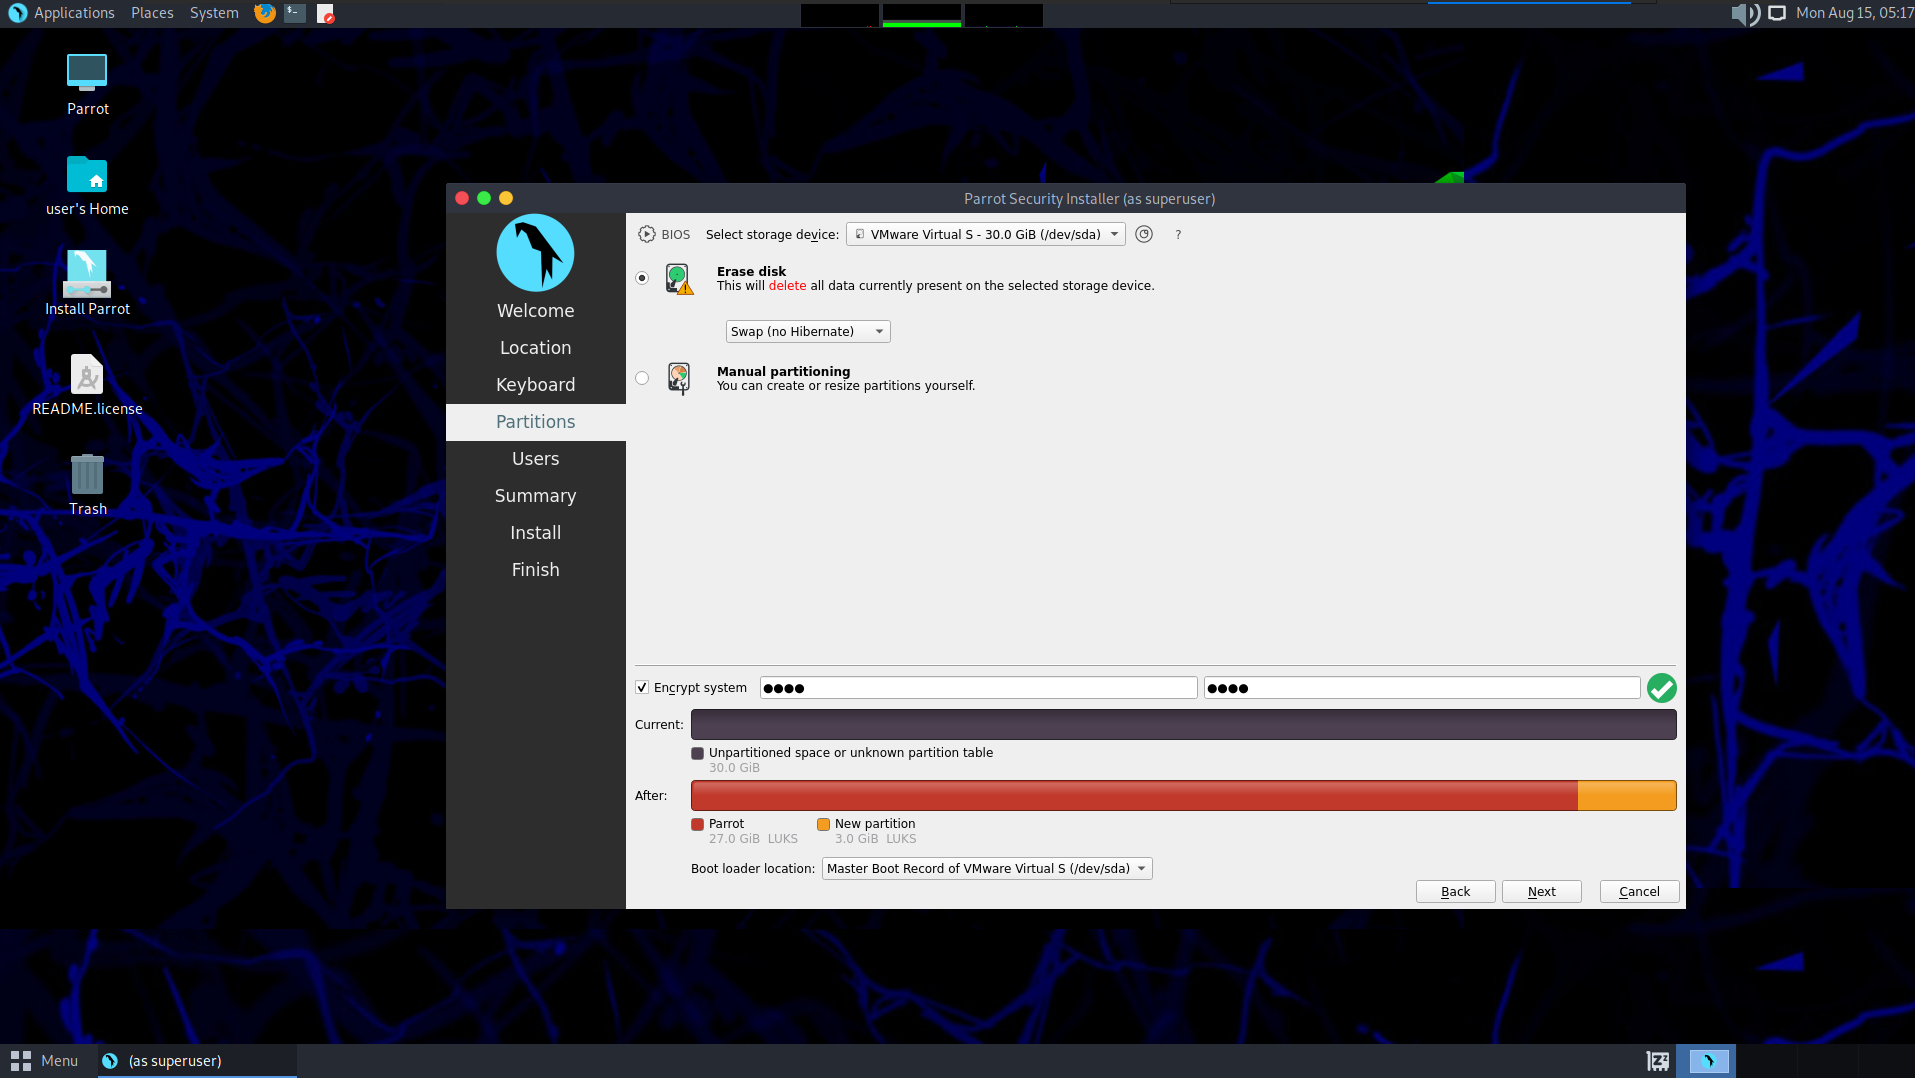 Applications Places System
Mon Aug 15, 05:17
Parrot
user's Home
Install Parrot
README.license
Trash
Parrot Security Installer (as superuser)
Welcome
Location
Keyboard
Partitions
Users
Summary
Install
Finish
BIOS Select storage device: VMware Virtual S - 30.0 GiB (/dev/sda) ?
Erase disk
This will delete all data currently present on the selected storage device.
Swap (no Hibernate)
Manual partitioning
You can create or resize partitions yourself.
Encrypt system ●●●● ●●●●
Current:
Unpartitioned space or unknown partition table
30.0 GiB
After:
Parrot New partition
27.0 GiB LUKS 3.0 GiB LUKS
Boot loader location: Master Boot Record of VMware Virtual S (/dev/sda)
Back Next Cancel
Menu (as superuser)